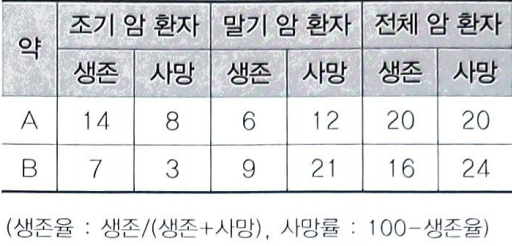 약 조기 암 환자 말기 암 환자 전체 암 환자
생존 사망 생존 사망 생존 사망
A 14 8 6 12 20 20
B 7 3 9 21 16 24
(생존율 : 생존/(생존+사망), 사망률 : 100-생존율)